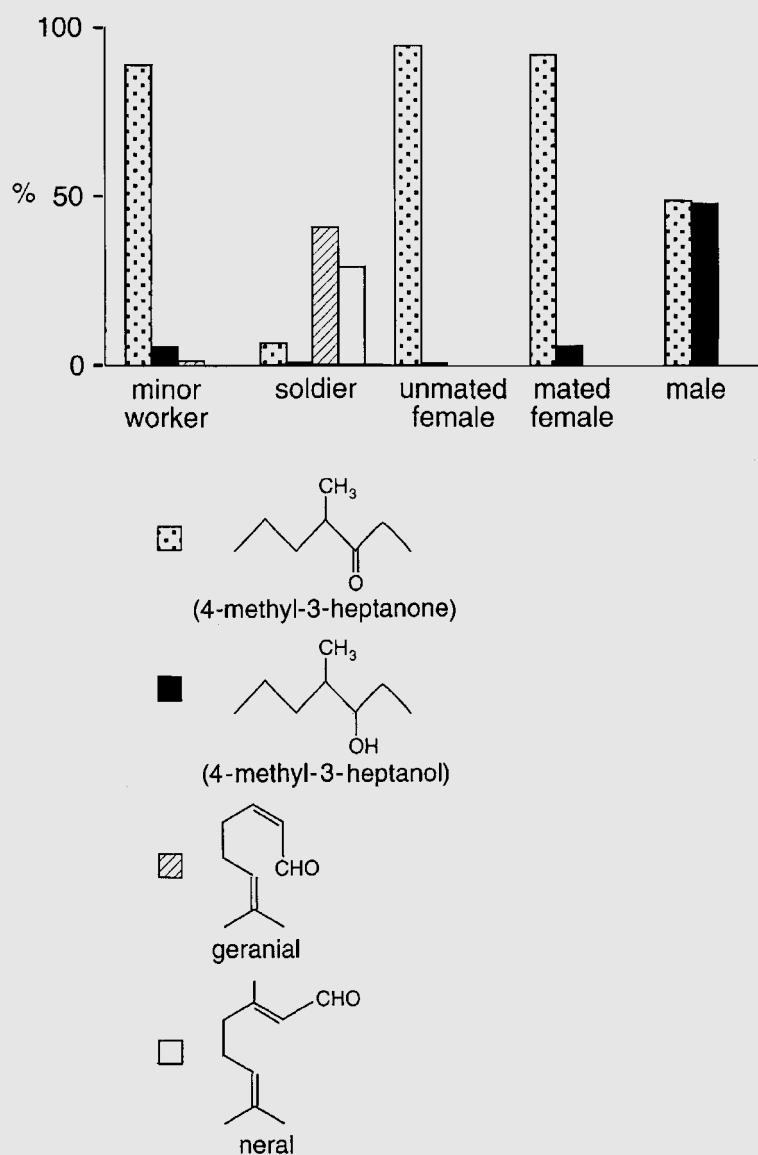 100
% 50
0
minor worker
soldier
unmated female
mated female
male
CH₃
O
(4-methyl-3-heptanone)
CH₃
OH
(4-methyl-3-heptanol)
CHO
geranial
CHO
neral